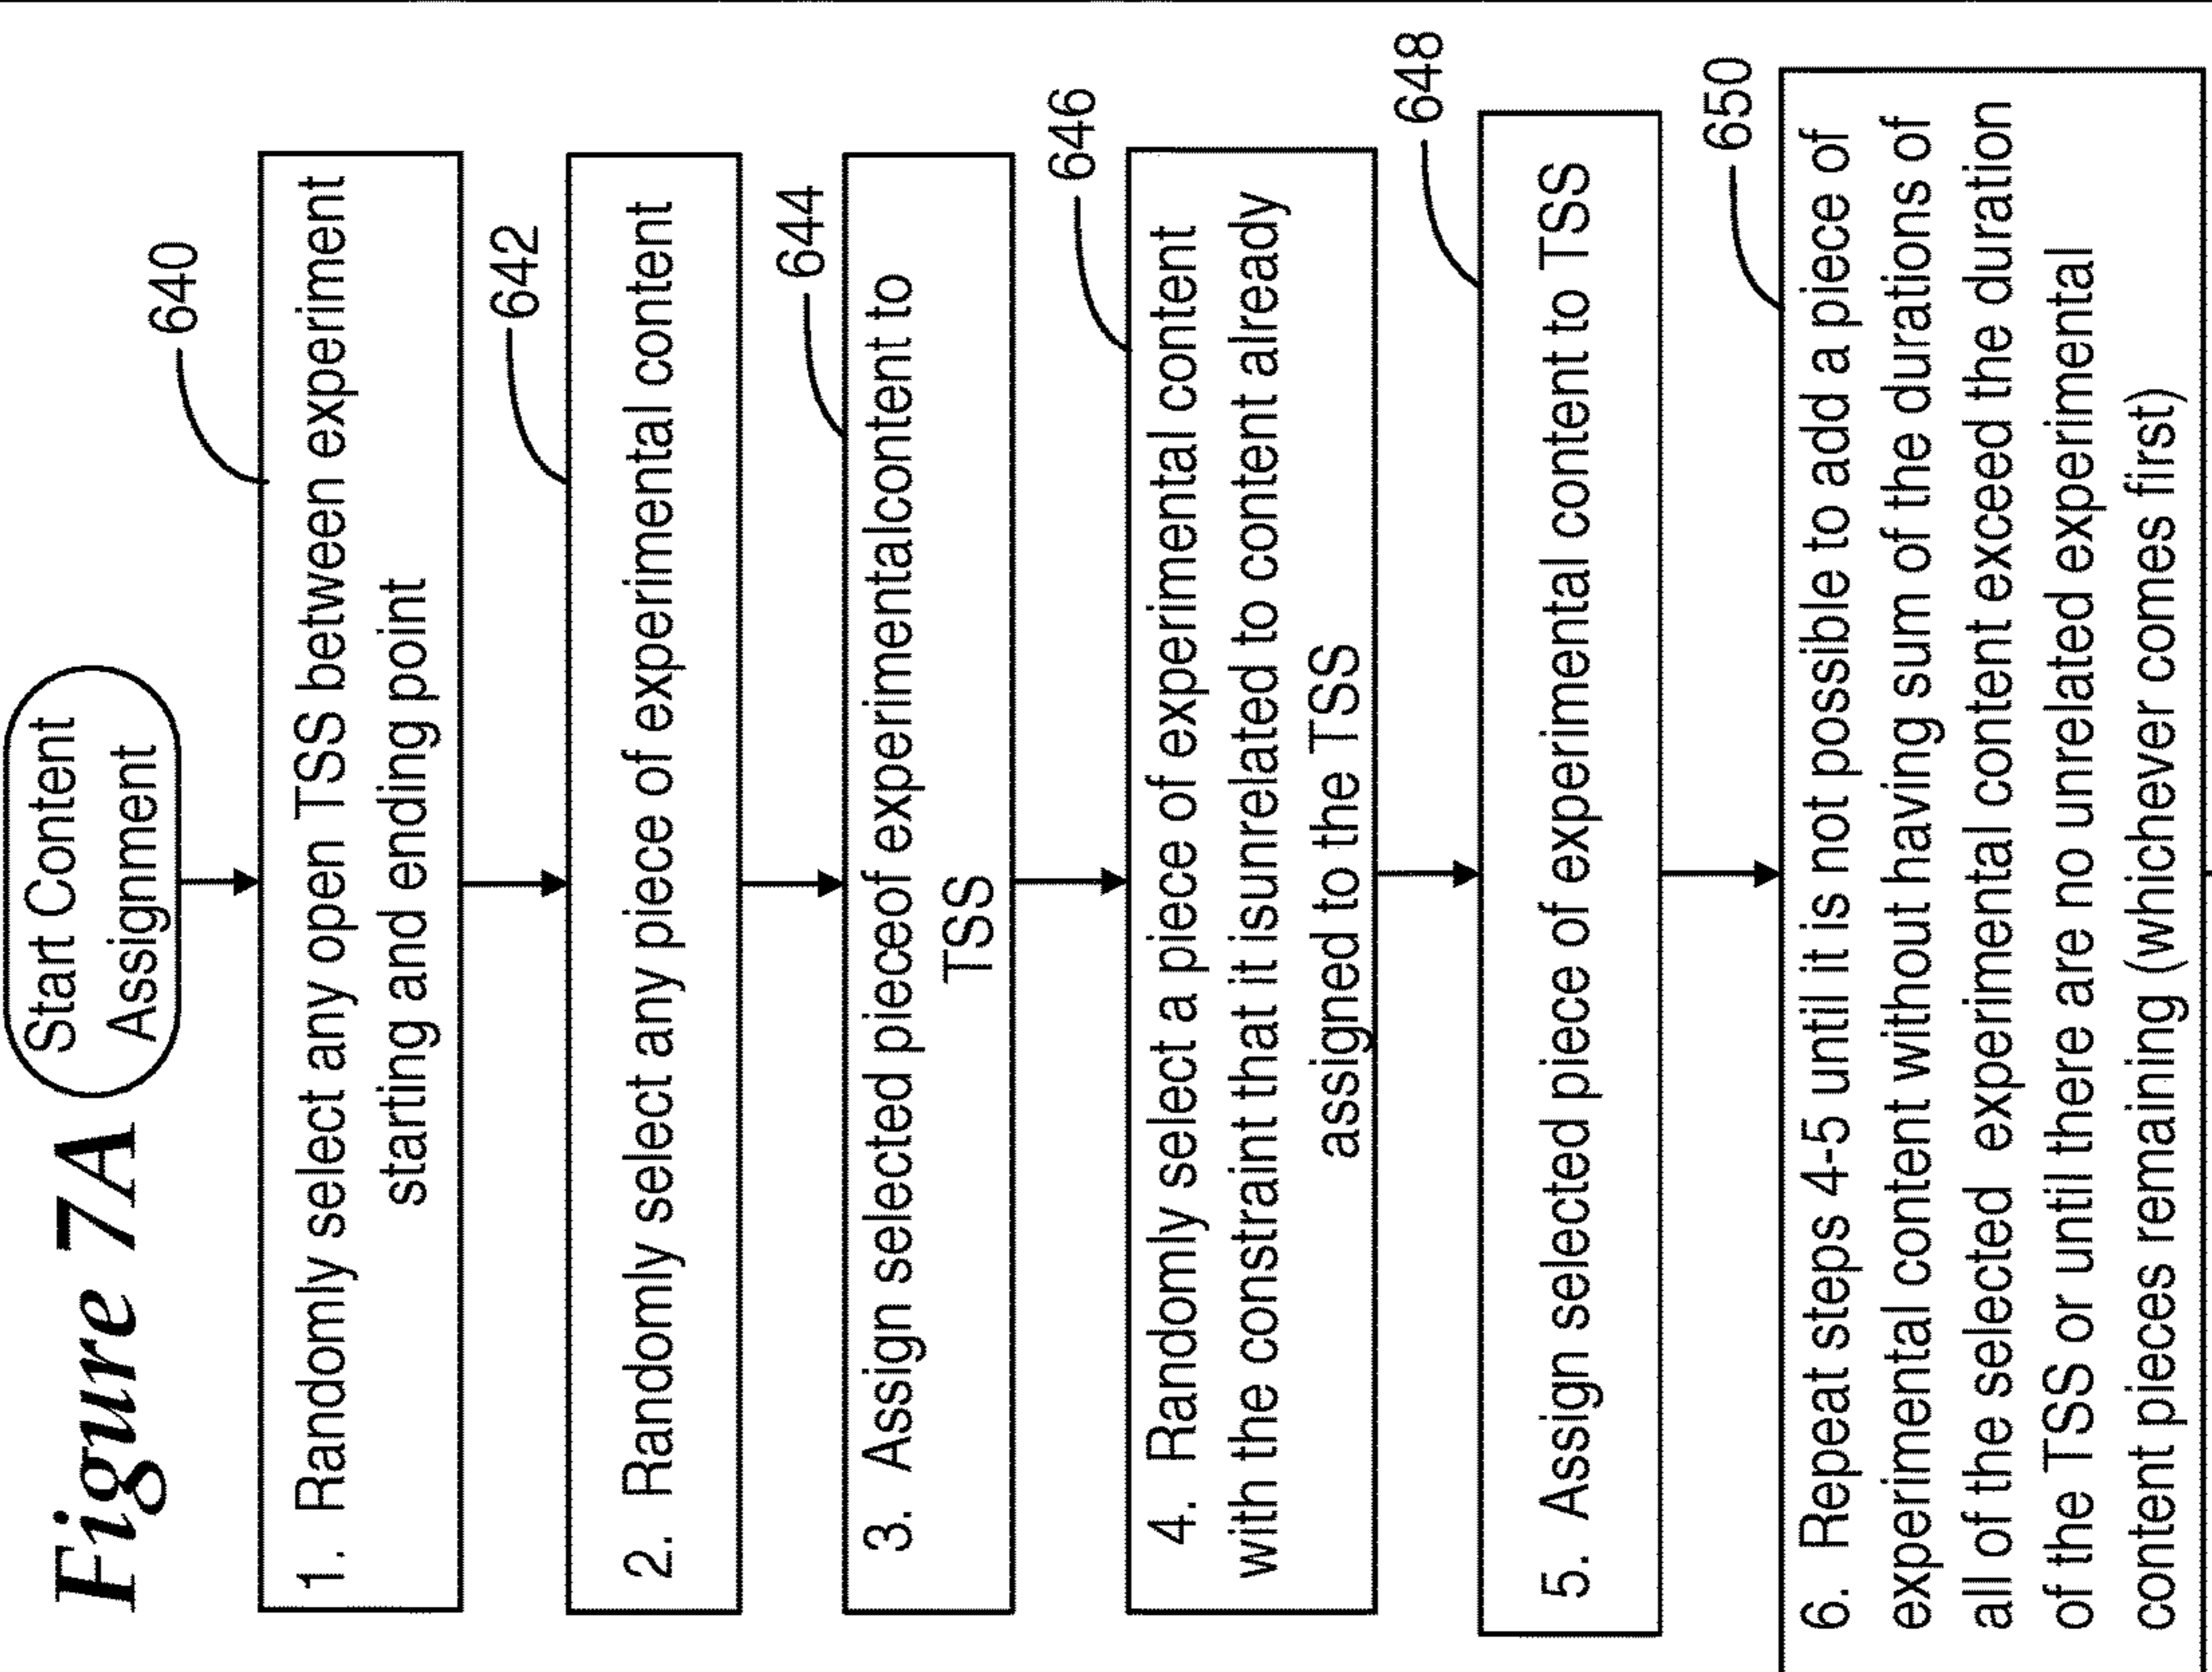 Figure 7A
Start Content
Assignment
640
1. Randomly select any open TSS between experiment
starting and ending point
642
2. Randomly select any piece of experimental content
644
3. Assign selected pieceof experimentalcontent to
TSS
646
4. Randomly select a piece of experimental content
with the constraint that it isunrelated to content already
assigned to the TSS
648
5. Assign selected piece of experimental content to TSS
650
6. Repeat steps 4-5 until it is not possible to add a piece of
experimental content without having sum of the durations of
all of the selected experimental content exceed the duration
of the TSS or until there are no unrelated experimental
content pieces remaining (whichever comes first)